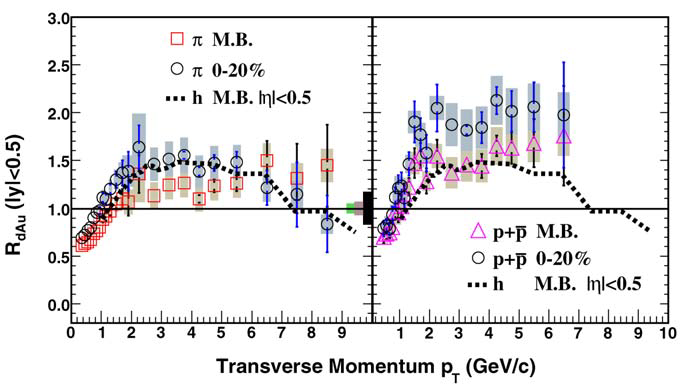 3.0
2.5
2.0
1.5
1.0
0.5
0.0
R_dAu (|y|<0.5)
π M.B.
π 0-20%
h M.B. |η|<0.5
p+p̅ M.B.
p+p̅ 0-20%
h M.B. |η|<0.5
0 1 2 3 4 5 6 7 8 9
1 2 3 4 5 6 7 8 9 10
Transverse Momentum p_T (GeV/c)